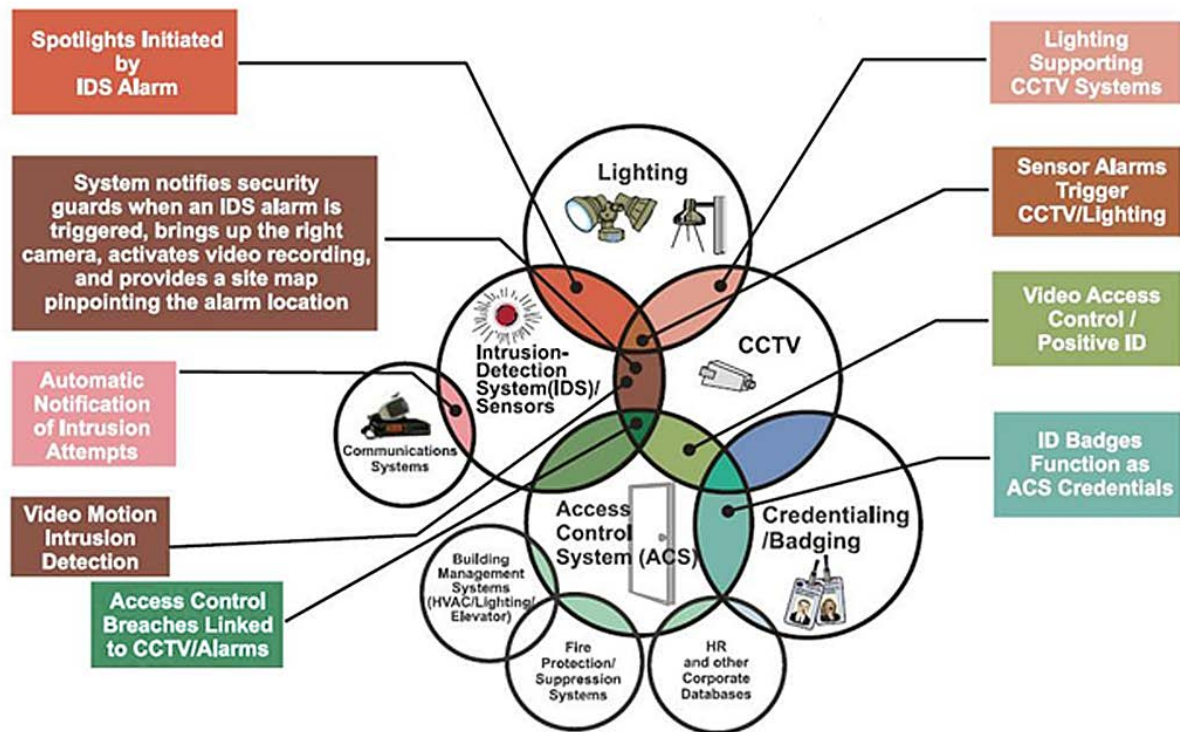 Spotlights Initiated
by
IDS Alarm
Lighting
Supporting
CCTV Systems
System notifies security
guards when an IDS alarm is
triggered, brings up the right
camera, activates video recording,
and provides a site map
pinpointing the alarm location
Sensor Alarms
Trigger
CCTV/Lighting
Automatic
Notification
of Intrusion
Attempts
Video Access
Control /
Positive ID
Video Motion
Intrusion
Detection
ID Badges
Function as
ACS Credentials
Access Control
Breaches Linked
to CCTV/Alarms
Lighting
Intrusion-
Detection
System(IDS)/
Sensors
CCTV
Communications
Systems
Access
Control
System (ACS)
Credentialing
/Badging
Building
Management
Systems
(HVAC/Lighting/
Elevator)
Fire
Protection/
Suppression
Systems
HR
and other
Corporate
Databases